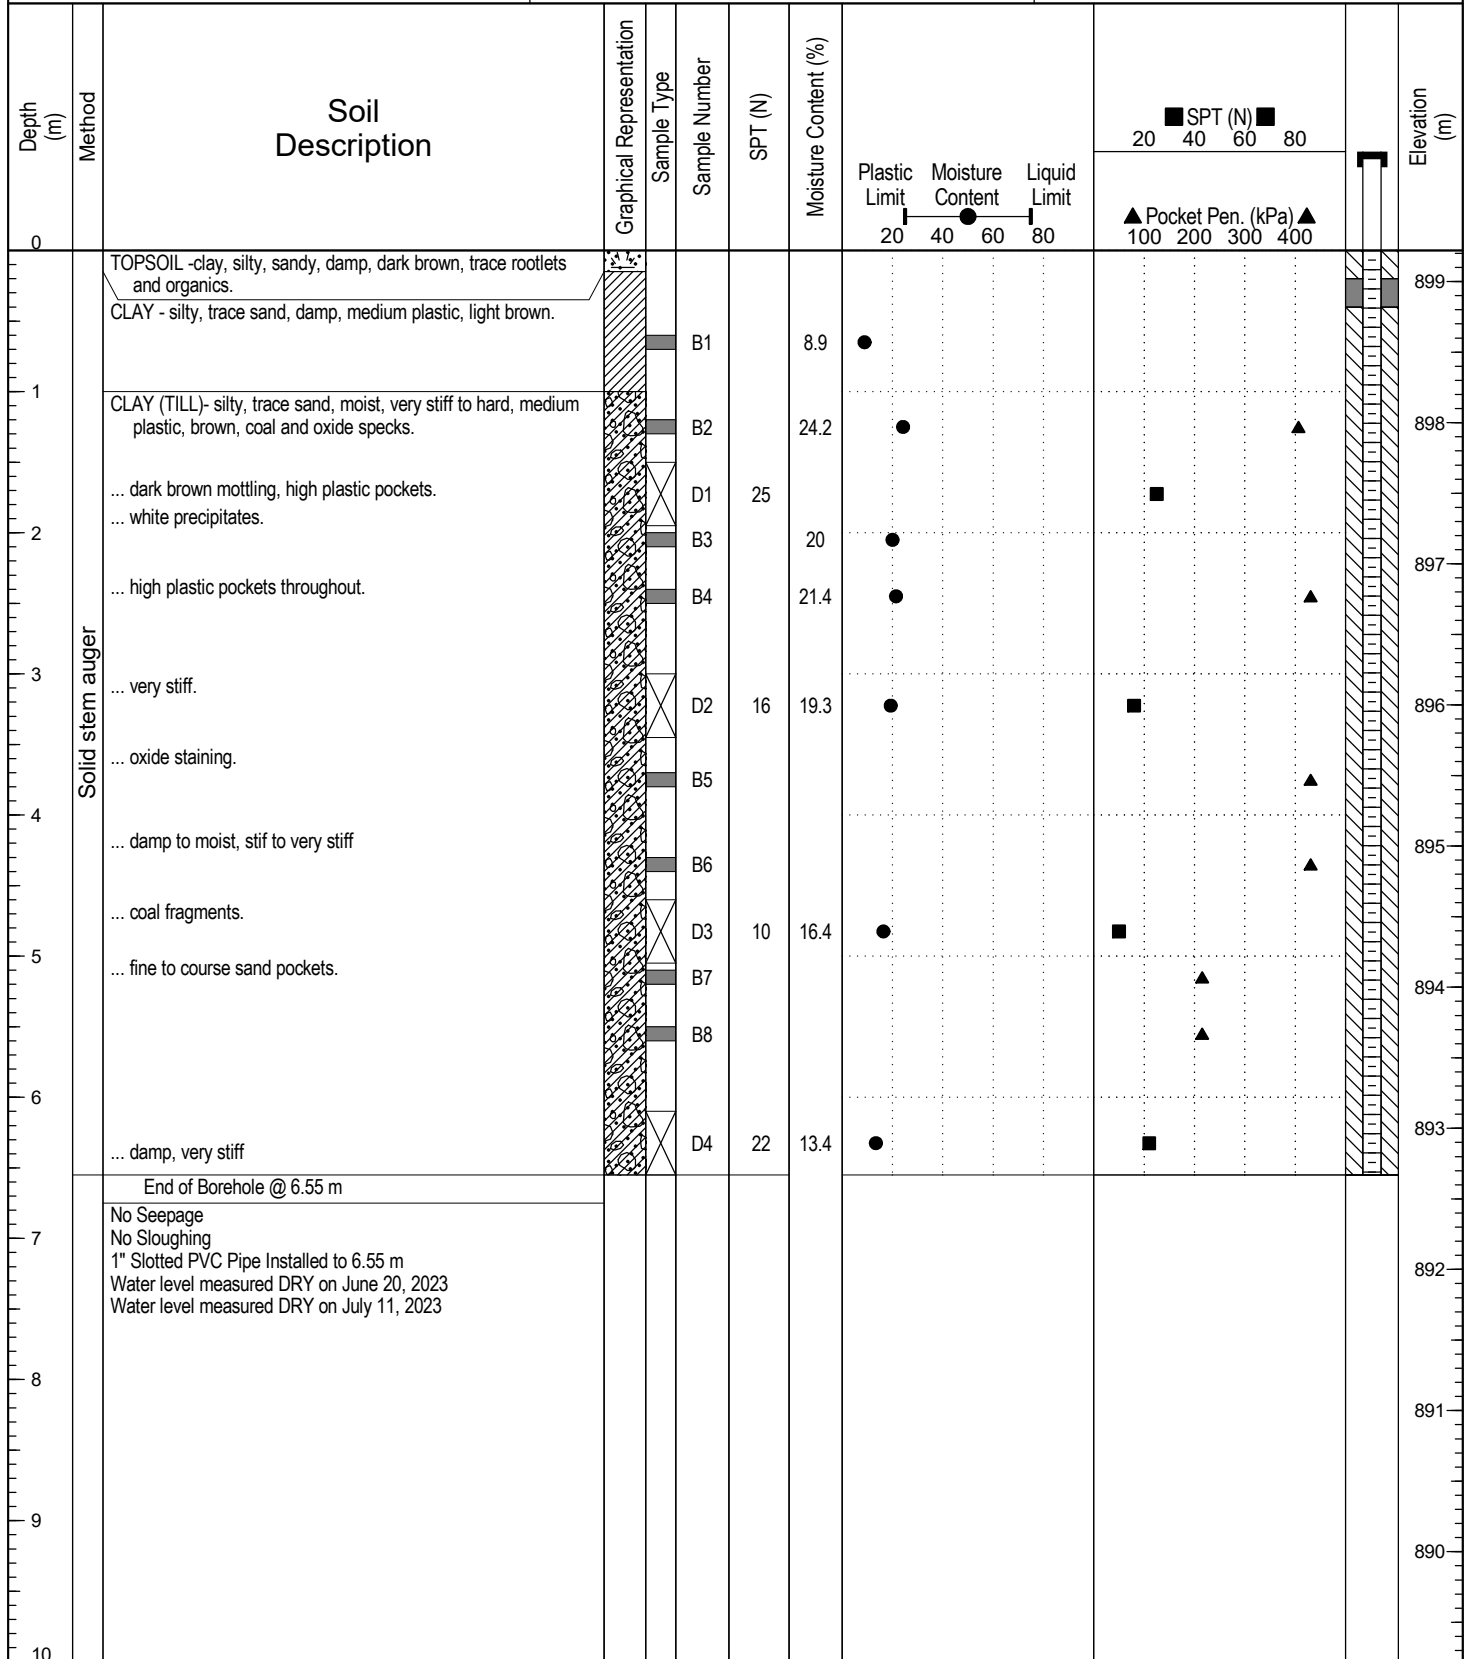 Depth
(m)
Method
Soil
Description
Graphical Representation
Sample Type
Sample Number
SPT (N)
Moisture Content (%)
Plastic Moisture Liquid
Limit Content Limit
20 40 60 80
■ SPT (N) ■
20 40 60 80
▲ Pocket Pen. (kPa) ▲
100 200 300 400
Elevation
(m)
0
TOPSOIL -clay, silty, sandy, damp, dark brown, trace rootlets
and organics.
899
CLAY - silty, trace sand, damp, medium plastic, light brown.
B1 8.9
1
CLAY (TILL)- silty, trace sand, moist, very stiff to hard, medium
plastic, brown, coal and oxide specks.
B2 24.2
898
... dark brown mottling, high plastic pockets.
D1 25
... white precipitates.
2
B3 20
897
... high plastic pockets throughout.
B4 21.4
Solid stem auger
3
... very stiff.
D2 16 19.3
896
... oxide staining.
B5
4
... damp to moist, stif to very stiff
895
B6
... coal fragments.
D3 10 16.4
5
... fine to course sand pockets.
B7
894
B8
6
893
D4 22 13.4
... damp, very stiff
End of Borehole @ 6.55 m
No Seepage
7
No Sloughing
1" Slotted PVC Pipe Installed to 6.55 m
892
Water level measured DRY on June 20, 2023
Water level measured DRY on July 11, 2023
8
891
9
890
10